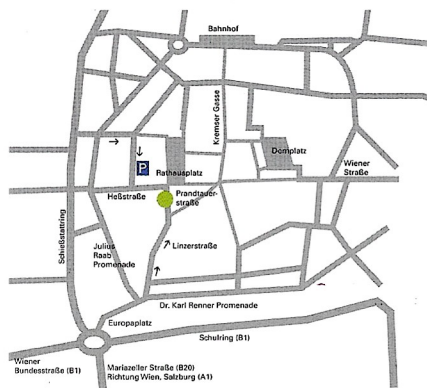 Bahnhof
Kremser Gasse
Domplatz
P
Rathausplatz
Wiener
Straße
Heßstraße
Prandtauer-
straße
Schießstattring
Julius
Raab
Promenade
Linzerstraße
Dr. Karl Renner Promenade
Europaplatz
Schulring (B1)
Wiener
Bundesstraße (B1)
Mariazeller Straße (B20)
Richtung Wien, Salzburg (A1)